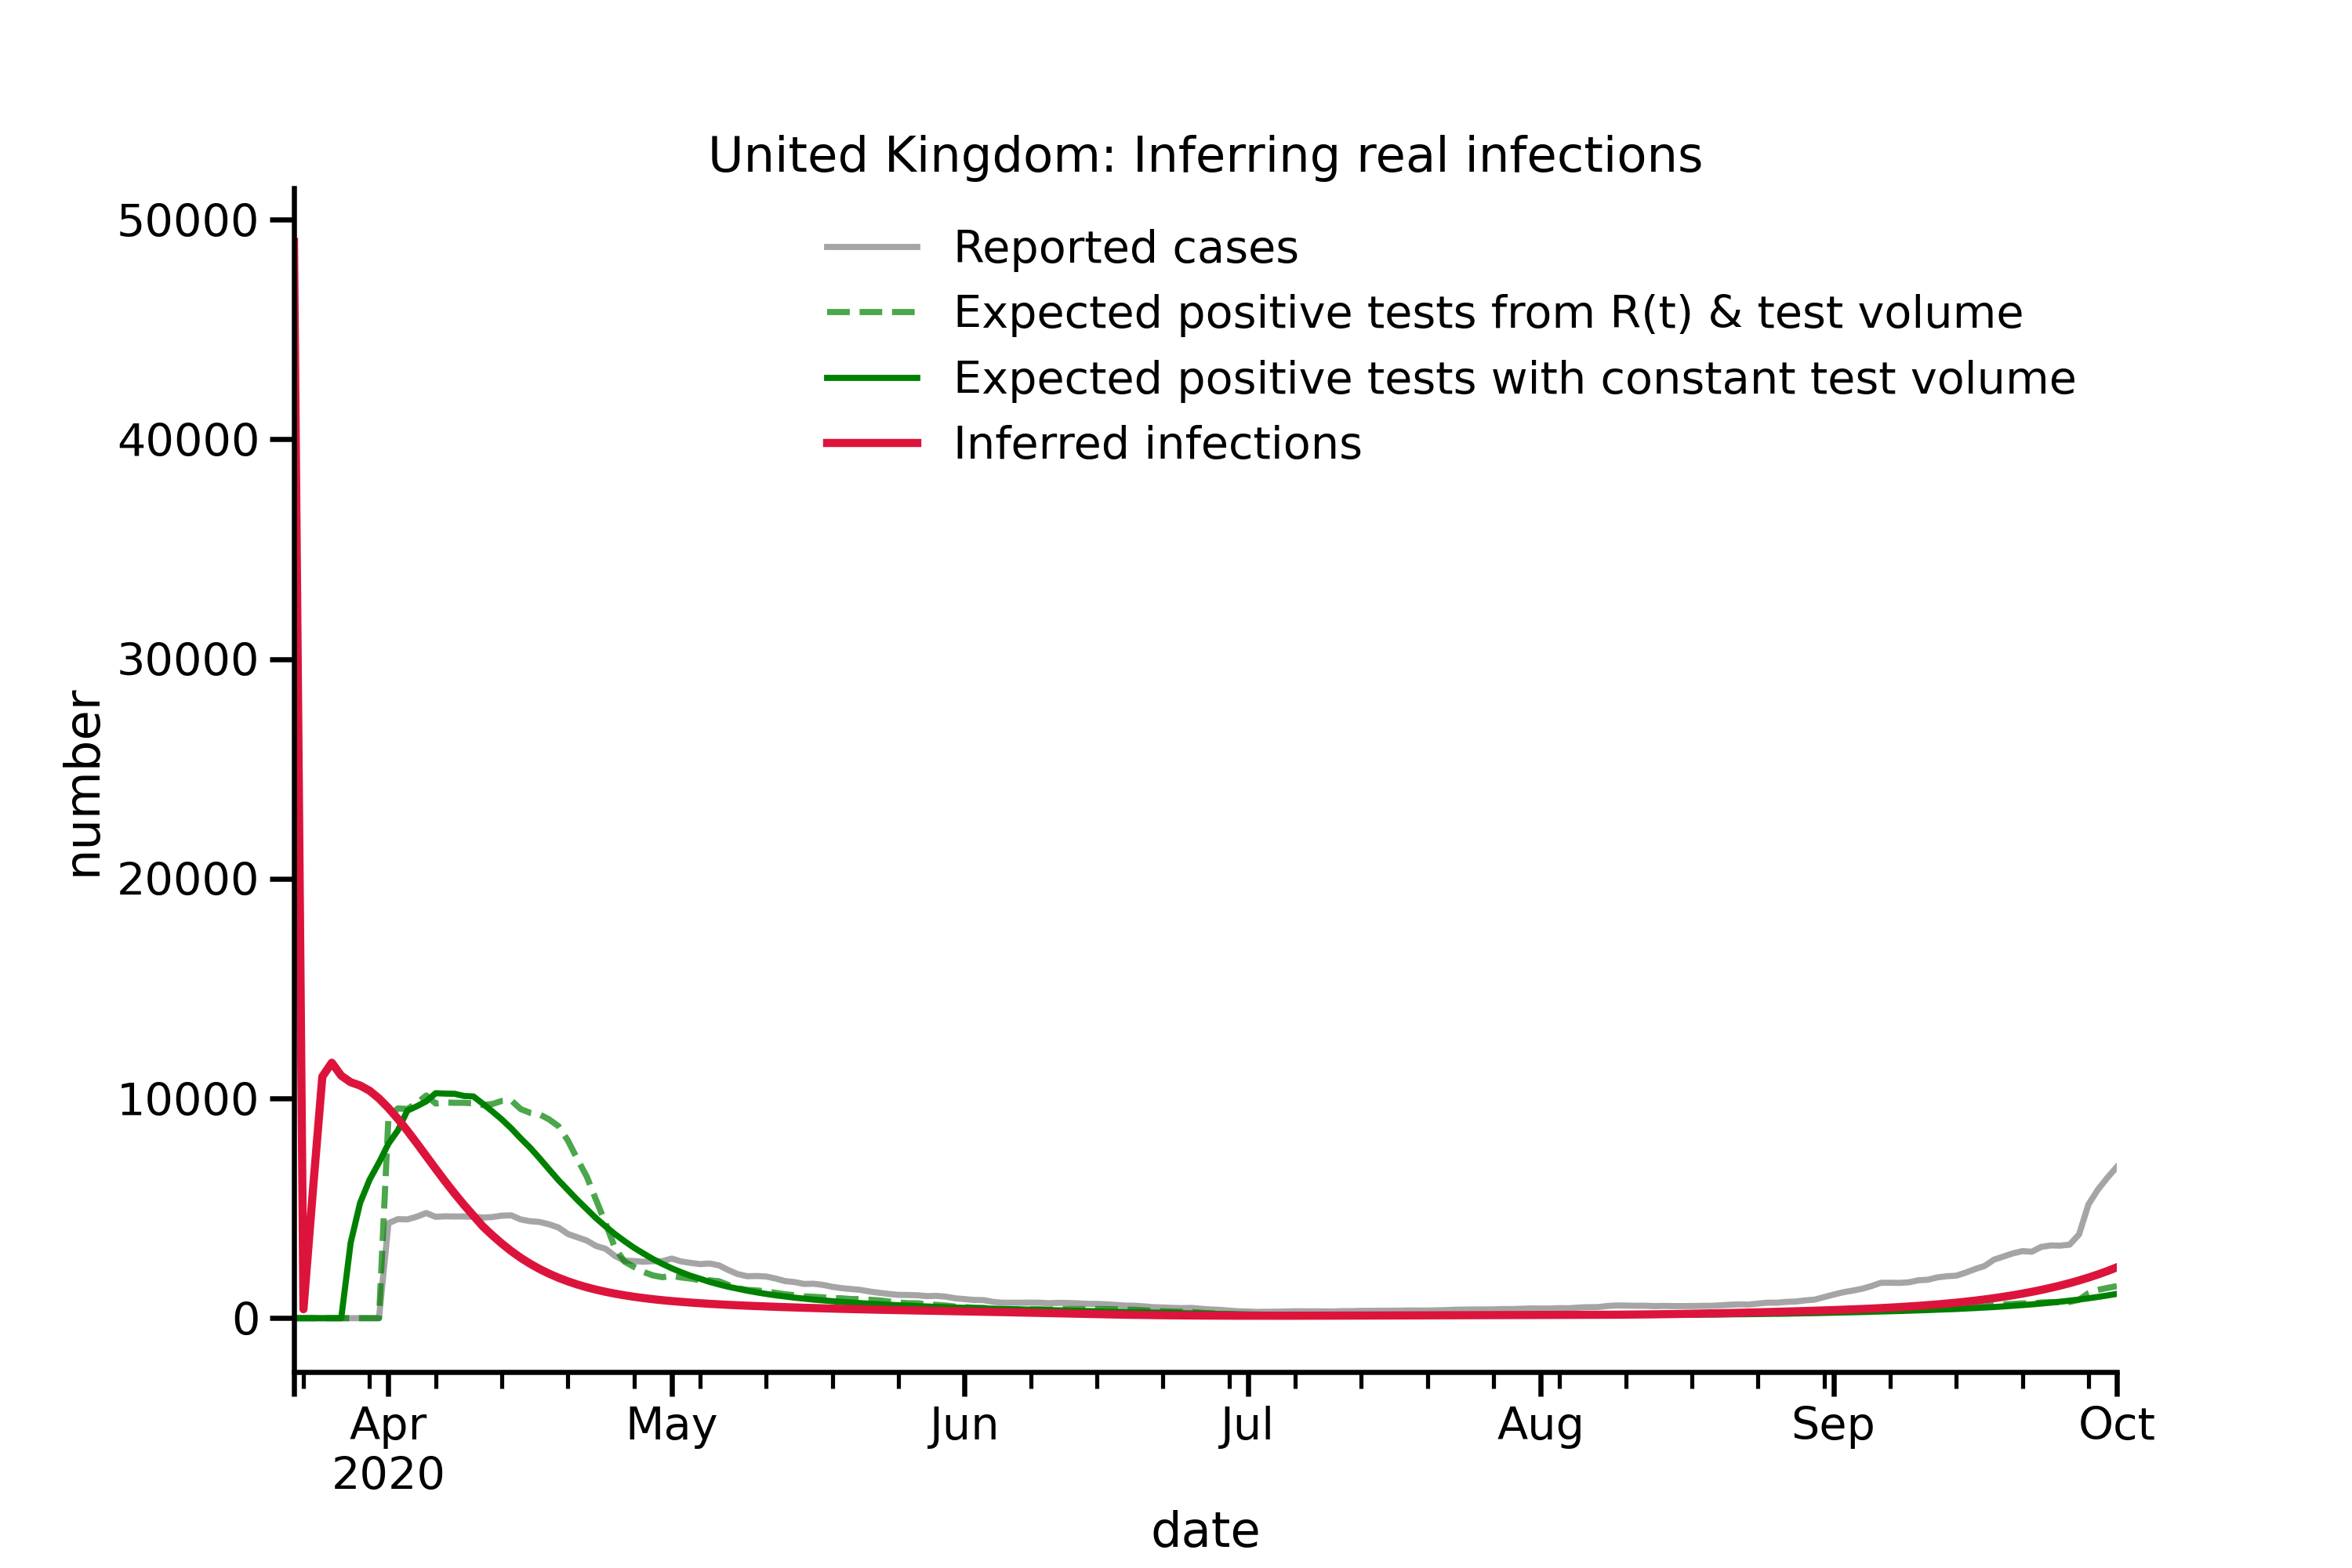 United Kingdom: Inferring real infections
50000
40000
30000
20000
10000
0
number
Reported cases
Expected positive tests from R(t) & test volume
Expected positive tests with constant test volume
Inferred infections
Apr May Jun Jul Aug Sep Oct
2020
date